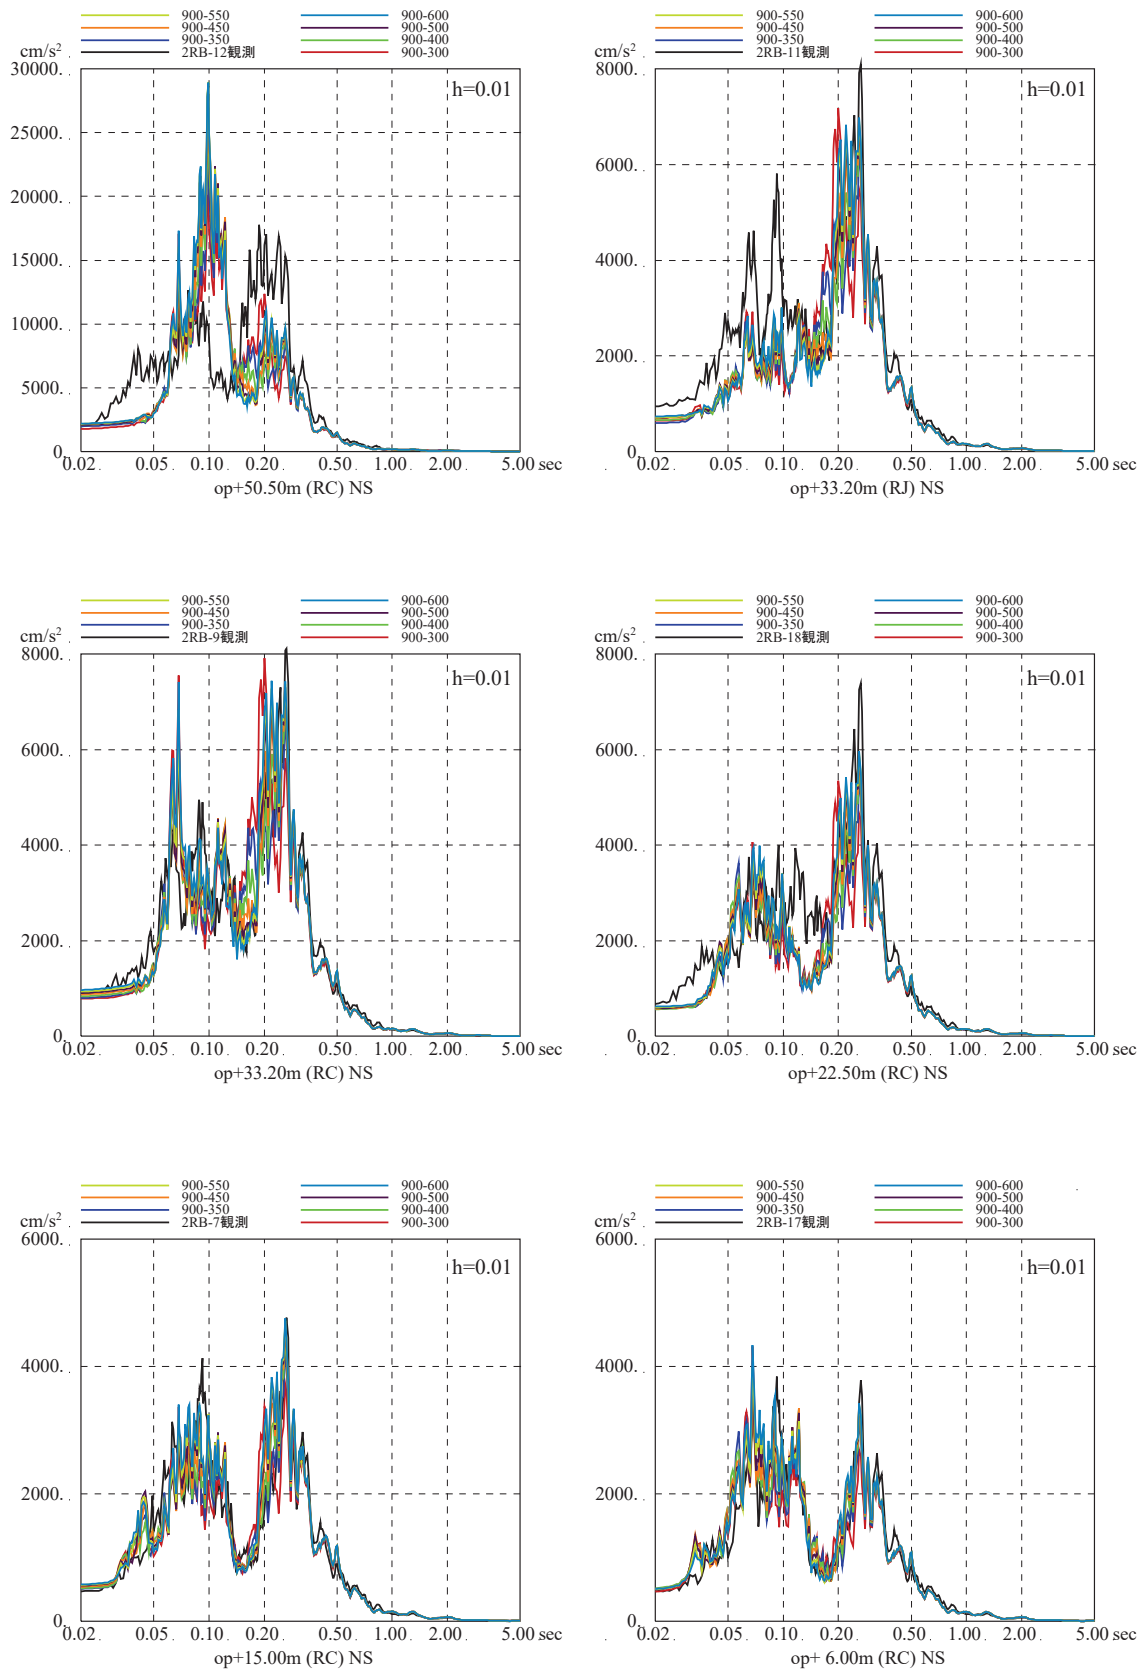 900-550 900-600
900-450 900-500
900-350 900-400
2RB-12観測 900-300
cm/s²
30000.
h=0.01
25000.
20000.
15000.
10000.
5000.
0.
0.02 0.05 0.10 0.20 0.50 1.00 2.00 5.00 sec
op+50.50m (RC) NS
900-550 900-600
900-450 900-500
900-350 900-400
2RB-11観測 900-300
cm/s²
8000.
h=0.01
6000.
4000.
2000.
0.
0.02 0.05 0.10 0.20 0.50 1.00 2.00 5.00 sec
op+33.20m (RJ) NS
900-550 900-600
900-450 900-500
900-350 900-400
2RB-9観測 900-300
cm/s²
8000.
h=0.01
6000.
4000.
2000.
0.
0.02 0.05 0.10 0.20 0.50 1.00 2.00 5.00 sec
op+33.20m (RC) NS
900-550 900-600
900-450 900-500
900-350 900-400
2RB-18観測 900-300
cm/s²
8000.
h=0.01
6000.
4000.
2000.
0.
0.02 0.05 0.10 0.20 0.50 1.00 2.00 5.00 sec
op+22.50m (RC) NS
900-550 900-600
900-450 900-500
900-350 900-400
2RB-7観測 900-300
cm/s²
6000.
h=0.01
4000.
2000.
0.
0.02 0.05 0.10 0.20 0.50 1.00 2.00 5.00 sec
op+15.00m (RC) NS
900-550 900-600
900-450 900-500
900-350 900-400
2RB-17観測 900-300
cm/s²
6000.
h=0.01
4000.
2000.
0.
0.02 0.05 0.10 0.20 0.50 1.00 2.00 5.00 sec
op+ 6.00m (RC) NS